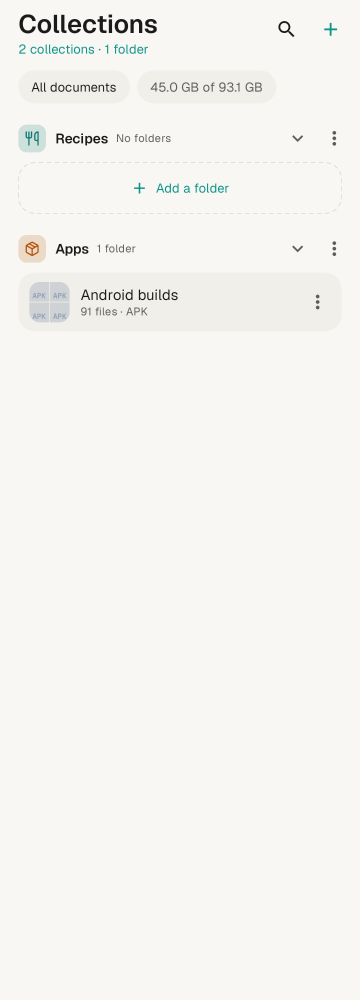 Collections
2 collections · 1 folder
All documents
45.0 GB of 93.1 GB
Recipes No folders
Add a folder
Apps 1 folder
APK APK
APK APK
Android builds
91 files · APK